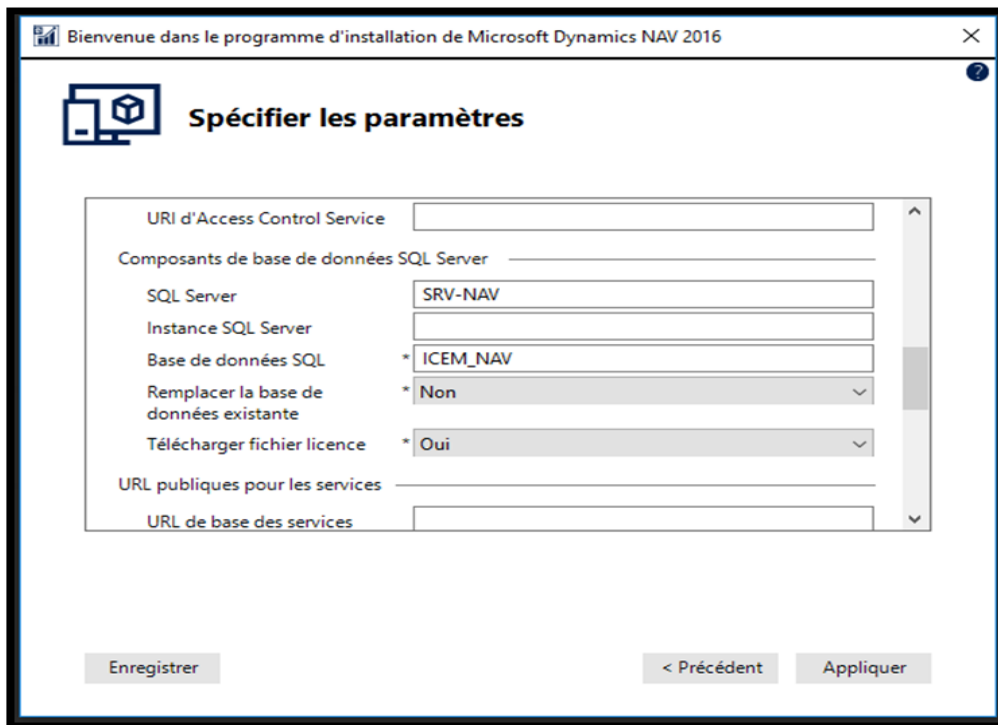 Bienvenue dans le programme d'installation de Microsoft Dynamics NAV 2016
?
Spécifier les paramètres
URI d'Access Control Service
Composants de base de données SQL Server
SQL Server SRV-NAV
Instance SQL Server
Base de données SQL * ICEM_NAV
Remplacer la base de * Non
données existante
Télécharger fichier licence * Oui
URL publiques pour les services
URL de base des services
Enregistrer < Précédent Appliquer